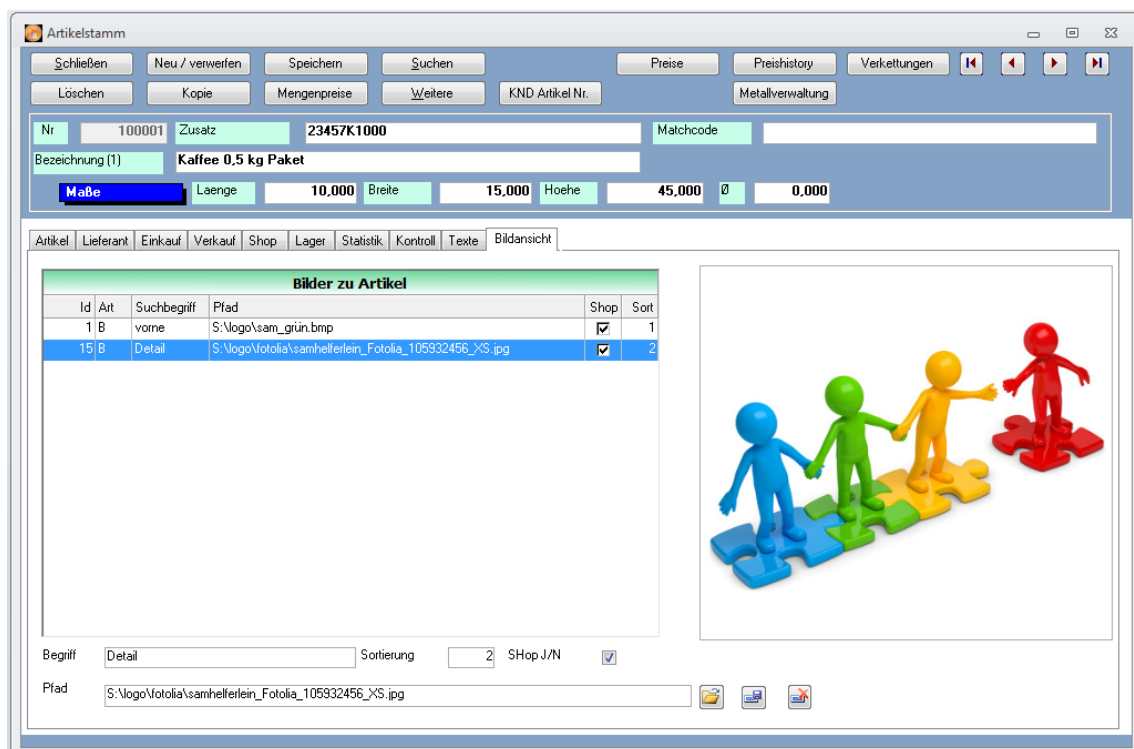 Artikelstamm
Schließen Neu / verwerfen Speichern Suchen Preise Preishistory Verkettungen
Löschen Kopie Mengenpreise Weitere KND Artikel Nr. Metallverwaltung
Nr 100001 Zusatz 23457K1000 Matchcode
Bezeichnung (1) Kaffee 0,5 kg Paket
Maße Laenge 10,000 Breite 15,000 Hoehe 45,000 Ø 0,000
Artikel Lieferant Einkauf Verkauf Shop Lager Statistik Kontroll Texte Bildansicht
Bilder zu Artikel
Id Art Suchbegriff Pfad Shop Sort
1 B vorne S:\logo\sam_grün.bmp 1
15 B Detail S:\logo\fotolia\samhelferlein_Fotolia_105932456_XS.jpg 2
Begriff Detail Sortierung 2 SHop J/N
Pfad S:\logo\fotolia\samhelferlein_Fotolia_105932456_XS.jpg